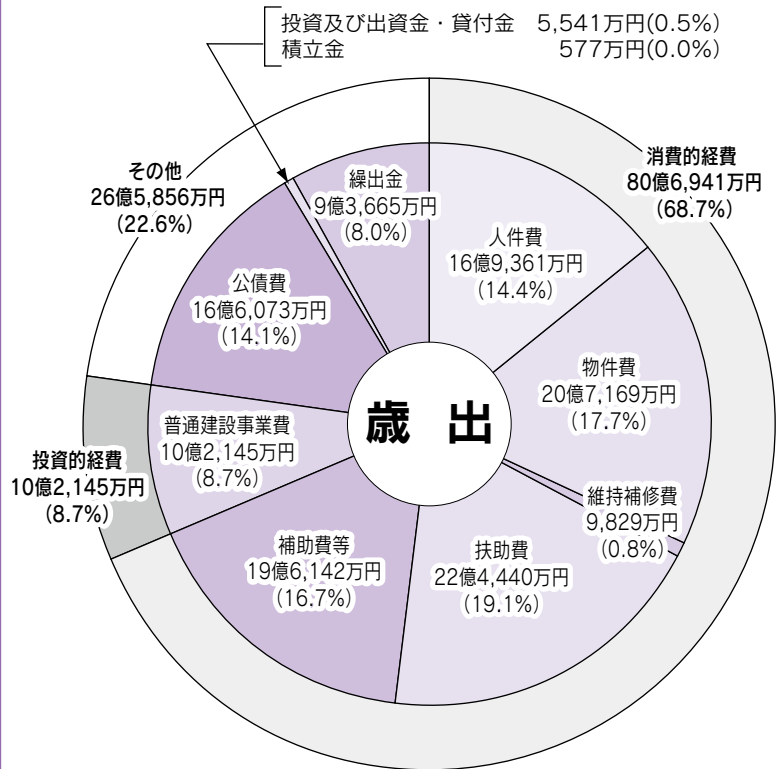 投資及び出資金・貸付金 5,541万円(0.5%)
積立金 577万円(0.0%)
消費的経費
80億6,941万円
(68.7%)
その他
26億5,856万円
(22.6%)
繰出金
9億3,665万円
(8.0%)
人件費
16億9,361万円
(14.4%)
公債費
16億6,073万円
(14.1%)
物件費
20億7,169万円
(17.7%)
歳 出
普通建設事業費
10億2,145万円
(8.7%)
投資的経費
10億2,145万円
(8.7%)
維持補修費
9,829万円
(0.8%)
補助費等
19億6,142万円
(16.7%)
扶助費
22億4,440万円
(19.1%)